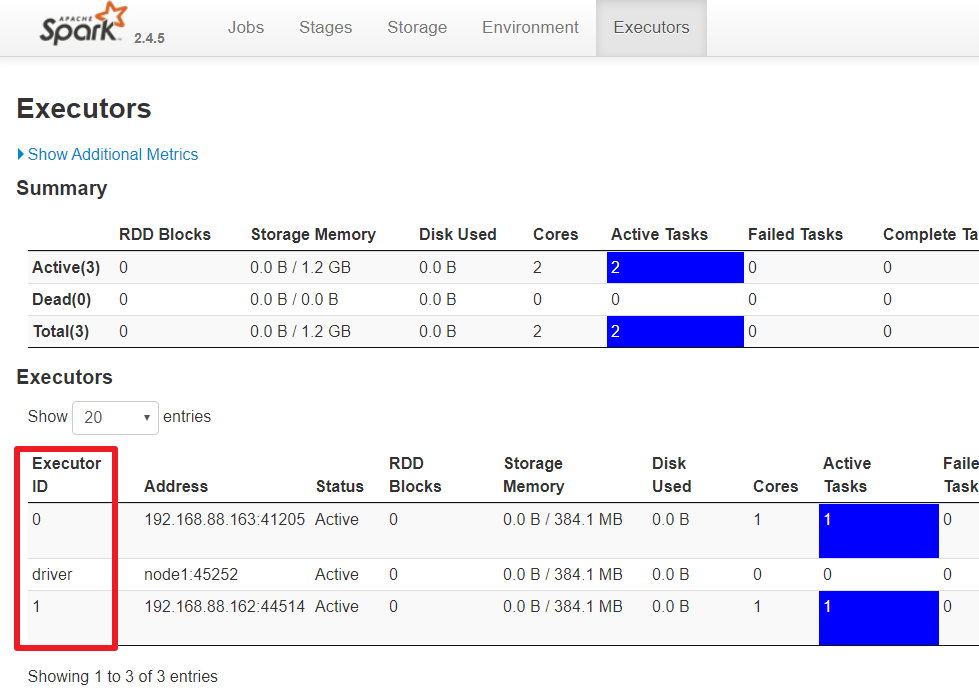 APACHE
Spark 2.4.5 Jobs Stages Storage Environment Executors
Executors
Show Additional Metrics
Summary
RDD Blocks Storage Memory Disk Used Cores Active Tasks Failed Tasks Complete Ta
Active(3) 0 0.0 B / 1.2 GB 0.0 B 2 2 0 0
Dead(0) 0 0.0 B / 0.0 B 0.0 B 0 0 0 0
Total(3) 0 0.0 B / 1.2 GB 0.0 B 2 2 0 0
Executors
Show 20 entries
Executor RDD Storage Disk Active Faile
ID Address Status Blocks Memory Used Cores Tasks Task
0 192.168.88.163:41205 Active 0 0.0 B / 384.1 MB 0.0 B 1 1 0
driver node1:45252 Active 0 0.0 B / 384.1 MB 0.0 B 0 0 0
1 192.168.88.162:44514 Active 0 0.0 B / 384.1 MB 0.0 B 1 1 0
Showing 1 to 3 of 3 entries